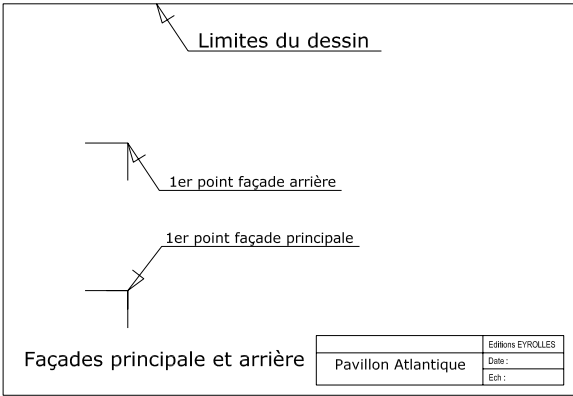 Limites du dessin
1er point façade arrière
1er point façade principale
Façades principale et arrière
Pavillon Atlantique
Editions EYROLLES
Date :
Ech :